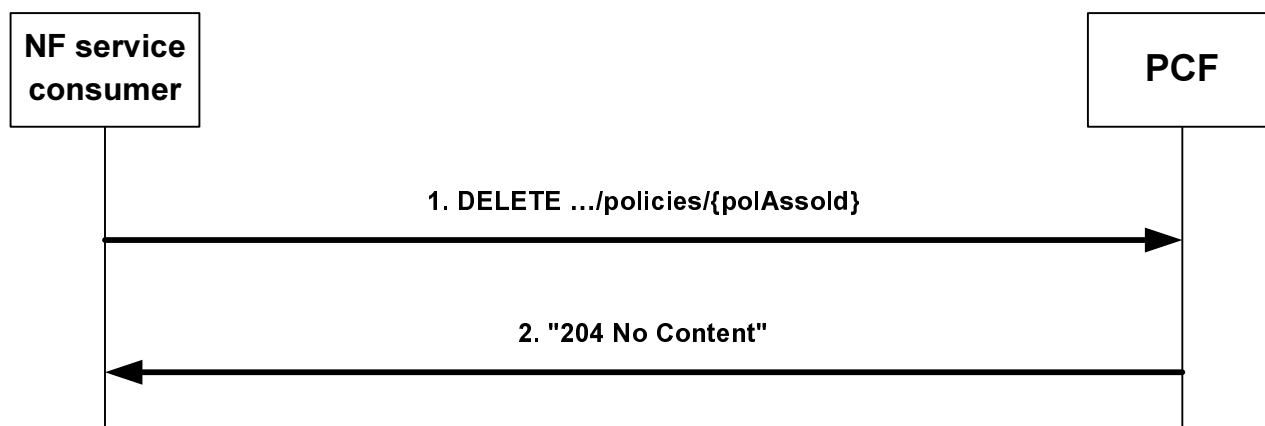 NF service
consumer
PCF
1. DELETE …/policies/{polAssoId}
2. "204 No Content"